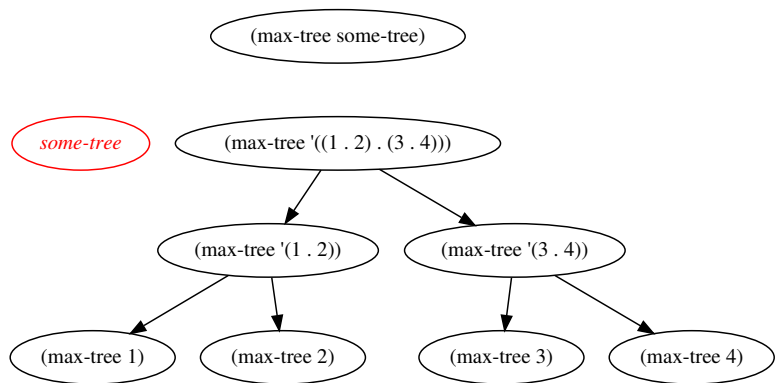 (max-tree some-tree)
some-tree
(max-tree '((1 . 2) . (3 . 4)))
(max-tree '(1 . 2))
(max-tree '(3 . 4))
(max-tree 1)
(max-tree 2)
(max-tree 3)
(max-tree 4)